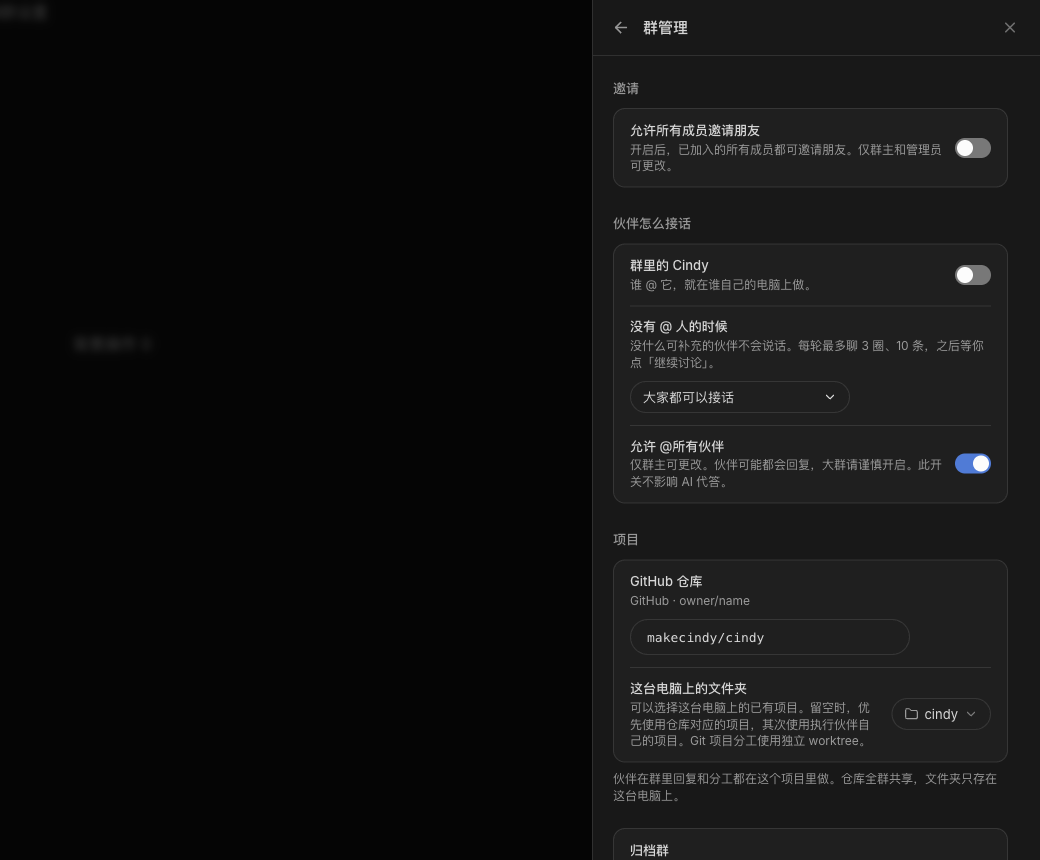 群管理
邀请
允许所有成员邀请朋友
开启后，已加入的所有成员都可邀请朋友。仅群主和管理员
可更改。
伙伴怎么接话
群里的 Cindy
谁 @ 它，就在谁自己的电脑上做。
没有 @ 人的时候
没什么可补充的伙伴不会说话。每轮最多聊 3 圈、10 条，之后等你
点「继续讨论」。
大家都可以接话
允许 @所有伙伴
仅群主可更改。伙伴可能都会回复，大群请谨慎开启。此开
关不影响 AI 代答。
项目
GitHub 仓库
GitHub · owner/name
makecindy/cindy
这台电脑上的文件夹
可以选择这台电脑上的已有项目。留空时，优
先使用仓库对应的项目，其次使用执行伙伴自
己的项目。Git 项目分工使用独立 worktree。
cindy
伙伴在群里回复和分工都在这个项目里做。仓库全群共享，文件夹只存在
这台电脑上。
归档群